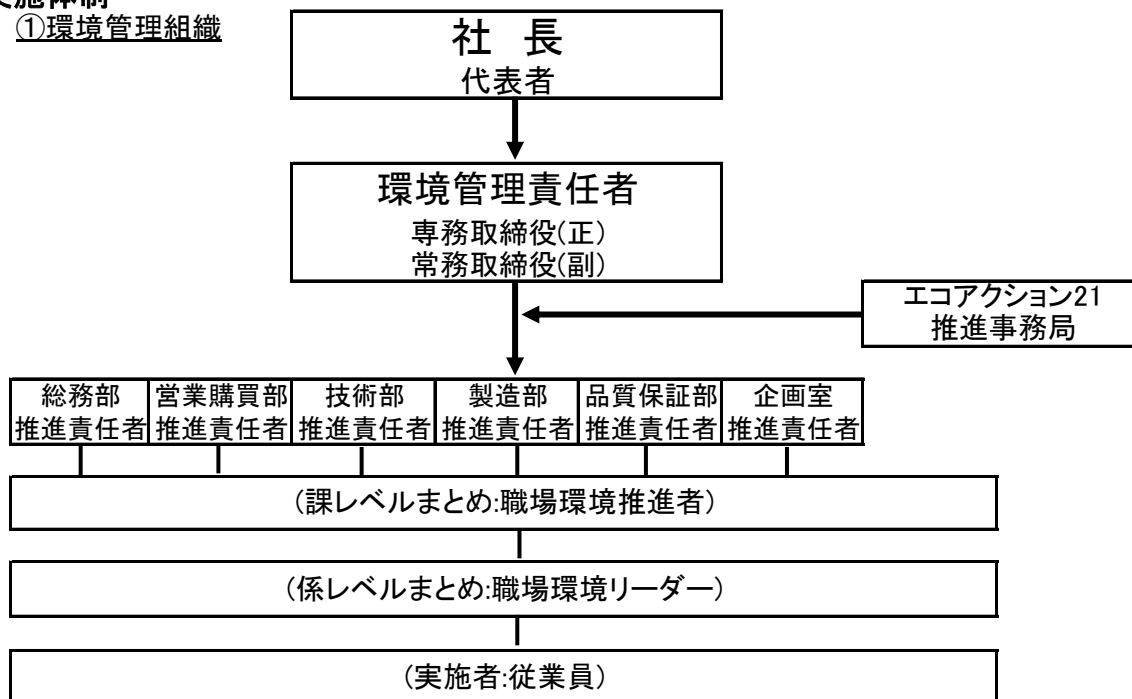 施体制
①環境管理組織
社 長
代表者
環境管理責任者
専務取締役(正)
常務取締役(副)
エコアクション21
推進事務局
総務部 営業購買部 技術部 製造部 品質保証部 企画室
推進責任者 推進責任者 推進責任者 推進責任者 推進責任者 推進責任者
(課レベルまとめ:職場環境推進者)
(係レベルまとめ:職場環境リーダー)
(実施者:従業員)